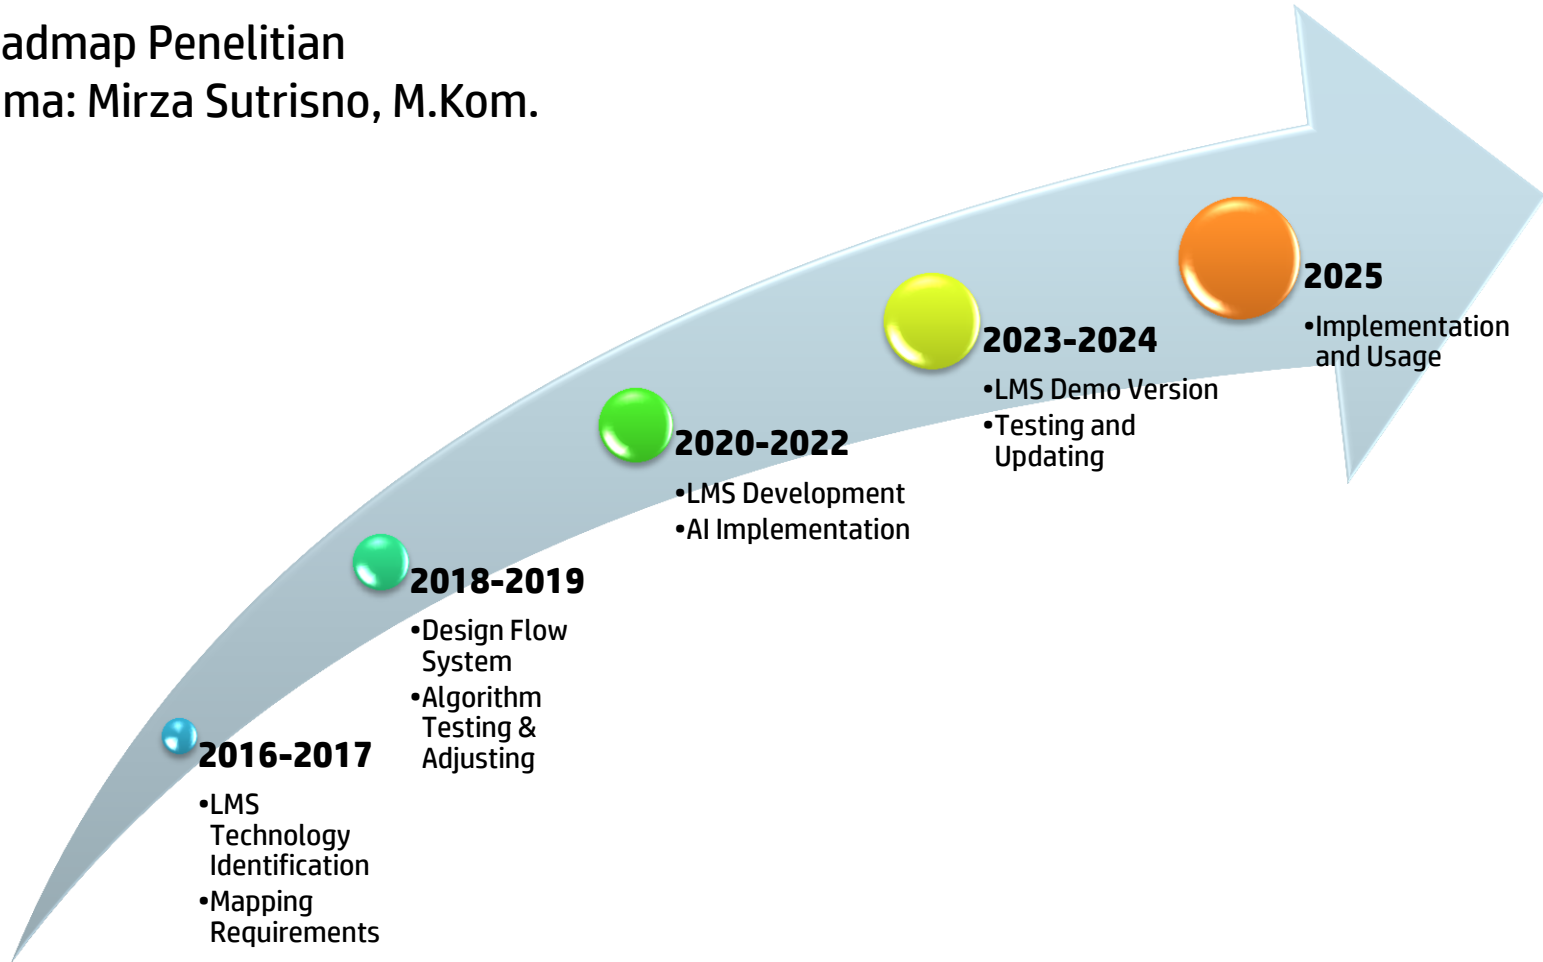 admap Penelitian
ma: Mirza Sutrisno, M.Kom.
2025
•Implementation
and Usage
2023-2024
•LMS Demo Version
•Testing and
Updating
2020-2022
•LMS Development
•AI Implementation
2018-2019
•Design Flow
System
•Algorithm
Testing &
Adjusting
2016-2017
•LMS
Technology
Identification
•Mapping
Requirements